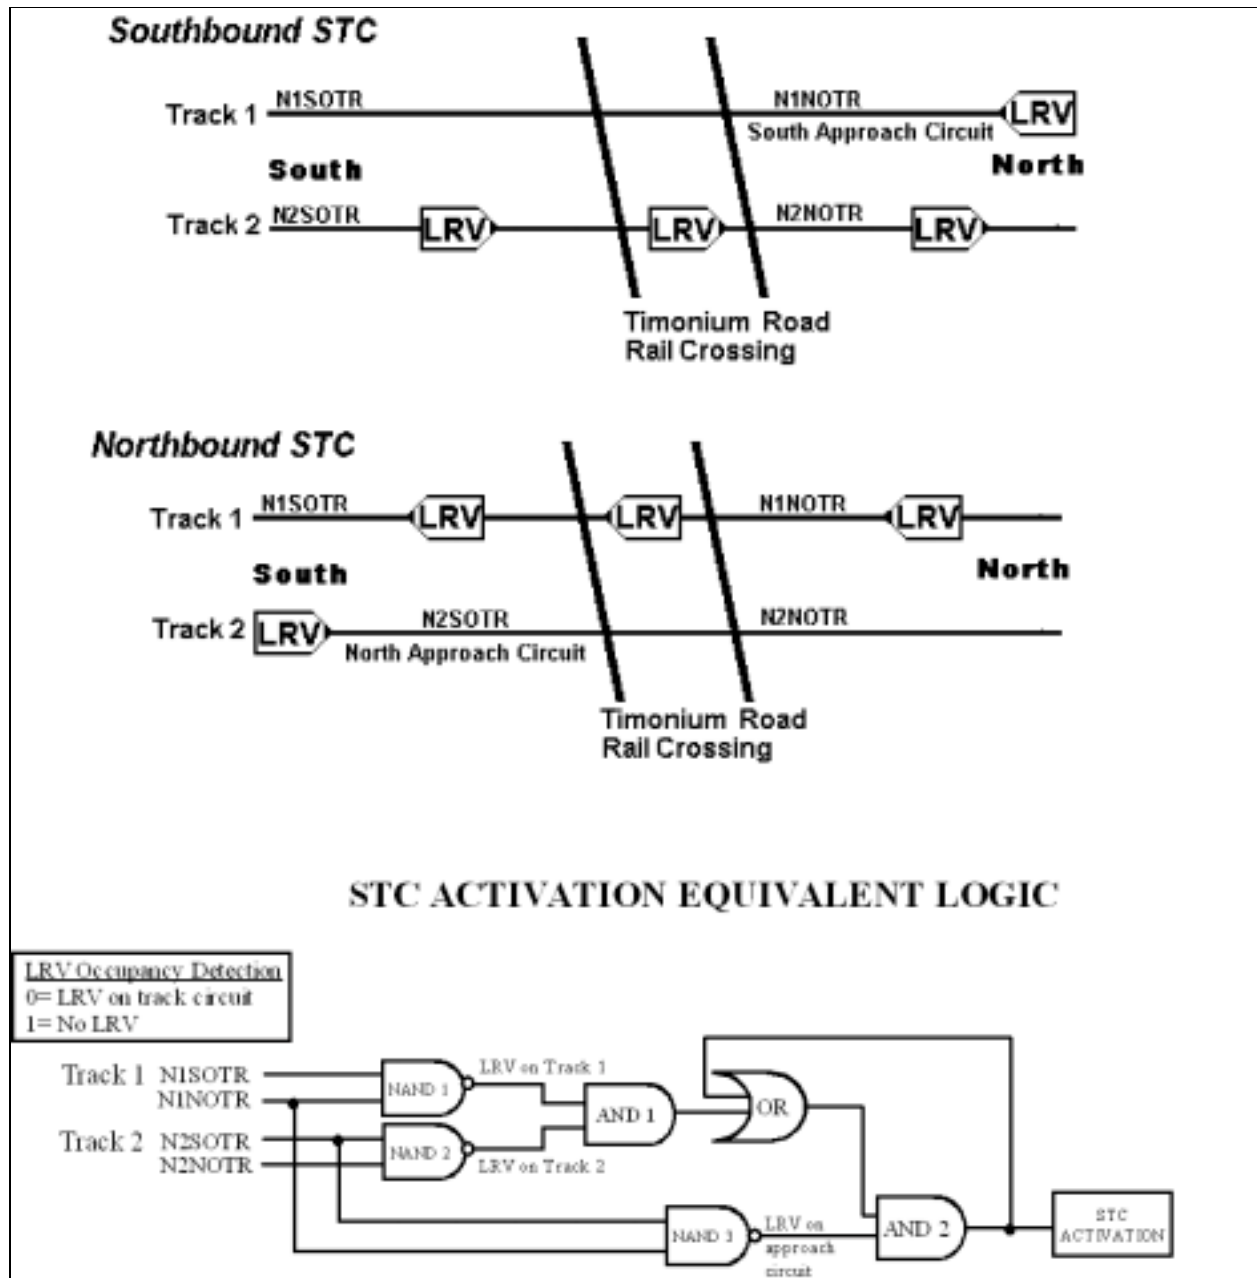 Southbound STC
Track 1
N1SOTR
N1NOTR
LRV
South Approach Circuit
South
North
Track 2
N2SOTR
LRV
LRV
N2NOTR
LRV
Timonium Road
Rail Crossing
Northbound STC
Track 1
N1SOTR
LRV
LRV
N1NOTR
LRV
South
North
Track 2
LRV
N2SOTR
N2NOTR
North Approach Circuit
Timonium Road
Rail Crossing
STC ACTIVATION EQUIVALENT LOGIC
LRV Occupancy Detection
0= LRV on track circuit
1= No LRV
Track 1
N1SOTR
N1NOTR
NAND 1
LRV on Track 1
AND 1
OR
Track 2
N2SOTR
N2NOTR
NAND 2
LRV on Track 2
NAND 3
LRV on
approach
circuit
AND 2
STC
ACTIVATION